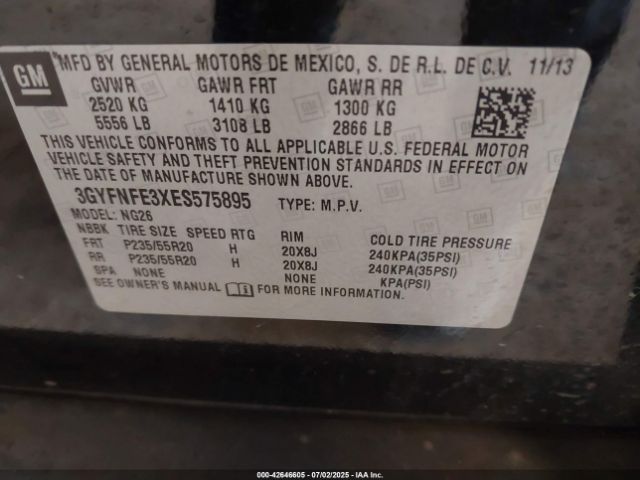 GM
MFD BY GENERAL MOTORS DE MEXICO, S. DE R.L. DE C.V. 11/13
GVWR GAWR FRT GAWR RR
2520 KG 1410 KG 1300 KG
5556 LB 3108 LB 2866 LB
THIS VEHICLE CONFORMS TO ALL APPLICABLE U.S. FEDERAL MOTOR
VEHICLE SAFETY AND THEFT PREVENTION STANDARDS IN EFFECT
ON THE DATE OF MANUFACTURE SHOWN ABOVE.
3GYFNFE3XES575895 TYPE: M.P.V.
MODEL: NG26
NBBK TIRE SIZE SPEED RTG RIM COLD TIRE PRESSURE
FRT P235/55R20 H 20X8J 240KPA(35PSI)
RR P235/55R20 H 20X8J 240KPA(35PSI)
SPA NONE NONE KPA(PSI)
SEE OWNER'S MANUAL FOR MORE INFORMATION.
000-42646605 - 07/02/2025 - IAA Inc.